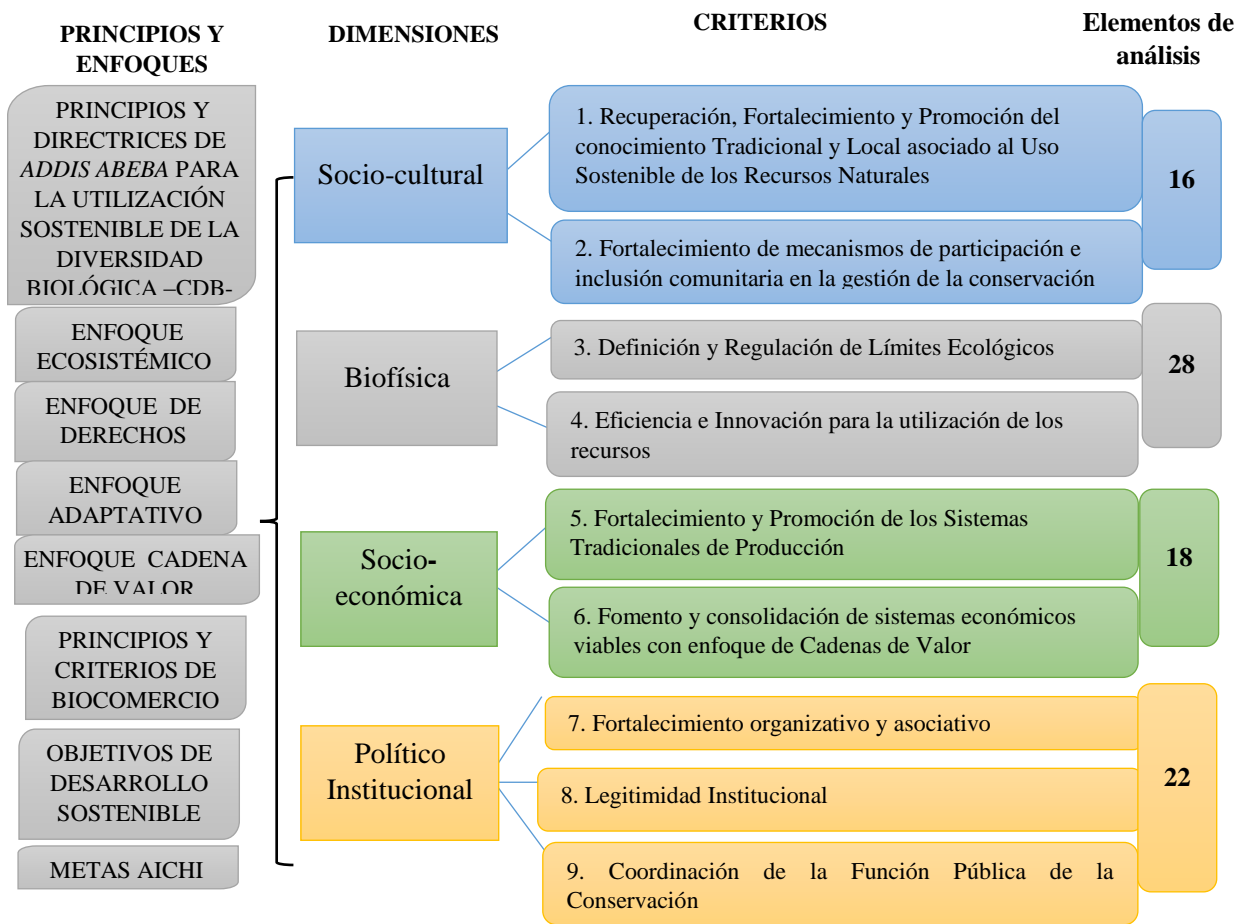 PRINCIPIOS Y
ENFOQUES
DIMENSIONES
CRITERIOS
Elementos de
análisis
PRINCIPIOS Y
DIRECTRICES DE
ADDIS ABEBA PARA
LA UTILIZACIÓN
SOSTENIBLE DE LA
DIVERSIDAD
BIOLÓGICA –CDB-
ENFOQUE
ECOSISTÉMICO
ENFOQUE DE
DERECHOS
ENFOQUE
ADAPTATIVO
ENFOQUE CADENA
DE VALOR
PRINCIPIOS Y
CRITERIOS DE
BIOCOMERCIO
OBJETIVOS DE
DESARROLLO
SOSTENIBLE
METAS AICHI
Socio-cultural
1. Recuperación, Fortalecimiento y Promoción del
conocimiento Tradicional y Local asociado al Uso
Sostenible de los Recursos Naturales
2. Fortalecimiento de mecanismos de participación e
inclusión comunitaria en la gestión de la conservación
16
Biofísica
3. Definición y Regulación de Límites Ecológicos
4. Eficiencia e Innovación para la utilización de los
recursos
28
Socio-
económica
5. Fortalecimiento y Promoción de los Sistemas
Tradicionales de Producción
6. Fomento y consolidación de sistemas económicos
viables con enfoque de Cadenas de Valor
18
Político
Institucional
7. Fortalecimiento organizativo y asociativo
8. Legitimidad Institucional
9. Coordinación de la Función Pública de la
Conservación
22